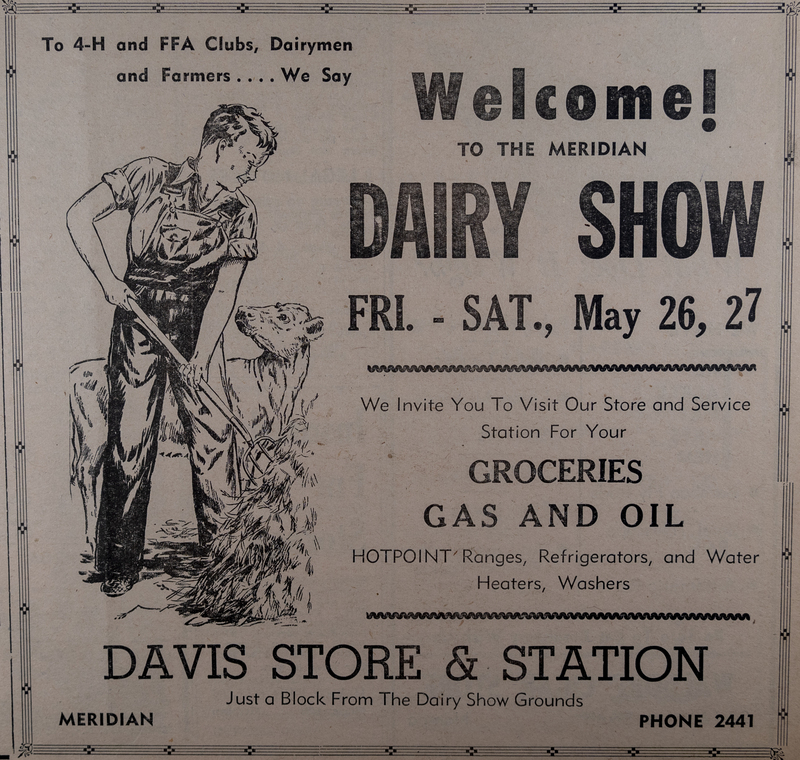 To 4-H and FFA Clubs, Dairymen
and Farmers . . . . We Say
Welcome!
TO THE MERIDIAN
DAIRY SHOW
FRI. - SAT., May 26, 27
We Invite You To Visit Our Store and Service
Station For Your
GROCERIES
GAS AND OIL
HOTPOINT Ranges, Refrigerators, and Water
Heaters, Washers
DAVIS STORE & STATION
Just a Block From The Dairy Show Grounds
MERIDIAN
PHONE 2441